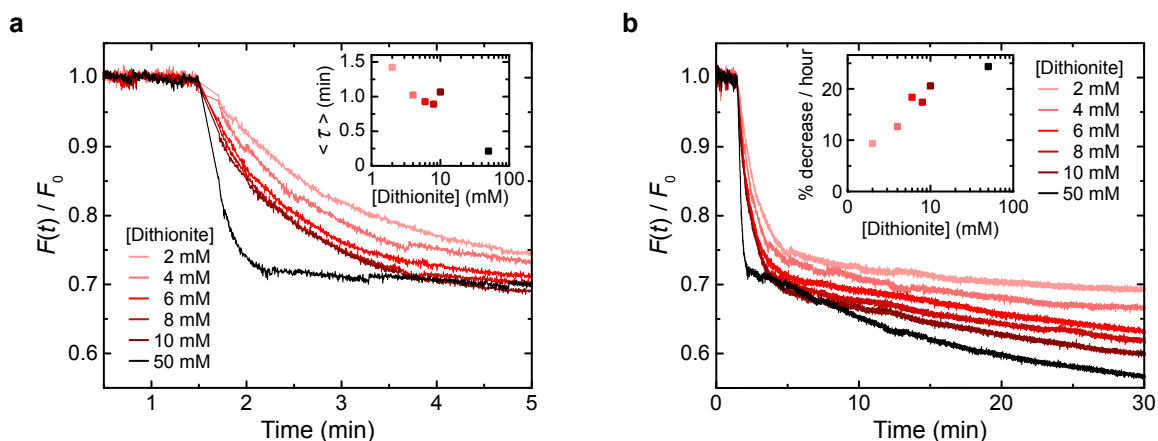 a
F(t) / F0
1.0
0.9
0.8
0.7
0.6
1
2
3
4
5
Time (min)
[Dithionite]
2 mM
4 mM
6 mM
8 mM
10 mM
50 mM
< τ > (min)
1.5
1.0
0.5
0
1
10
100
[Dithionite] (mM)
b
F(t) / F0
1.0
0.9
0.8
0.7
0.6
0
10
20
30
Time (min)
% decrease / hour
20
10
0
0
10
100
[Dithionite] (mM)
[Dithionite]
2 mM
4 mM
6 mM
8 mM
10 mM
50 mM